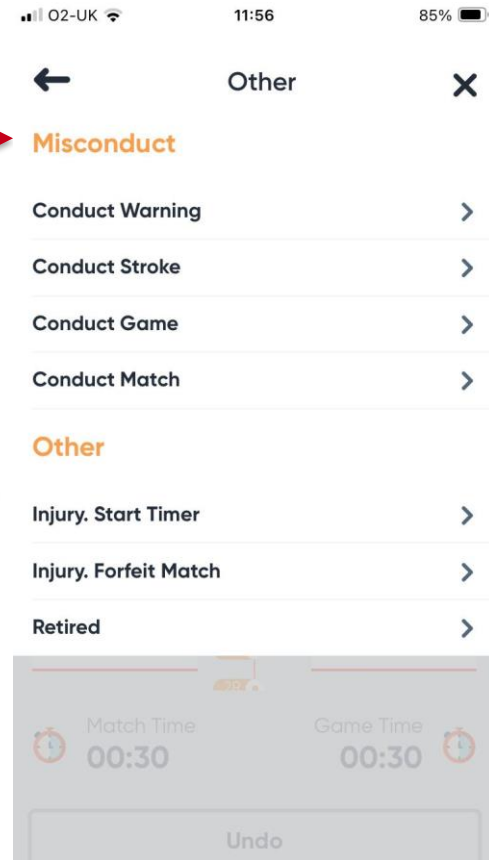 O2-UK 11:56 85%
Other
Misconduct
Conduct Warning
Conduct Stroke
Conduct Game
Conduct Match
Other
Injury. Start Timer
Injury. Forfeit Match
Retired
Match Time Game Time
00:30 00:30
Undo